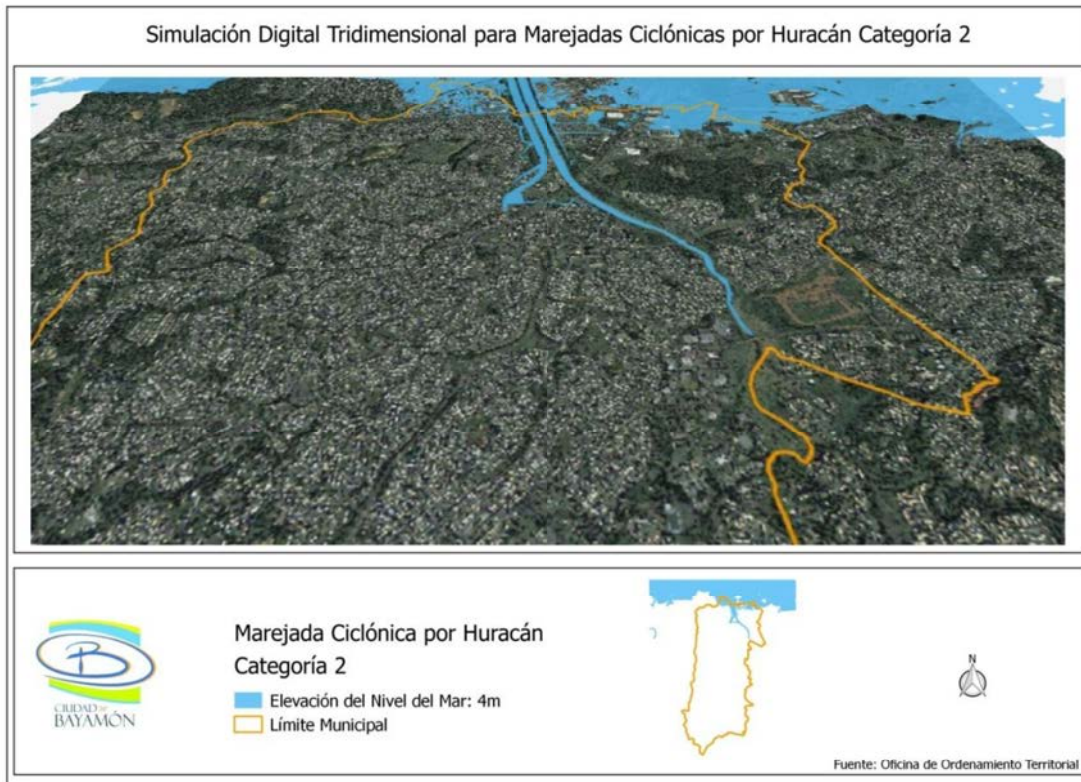 Simulación Digital Tridimensional para Marejadas Ciclónicas por Huracán Categoría 2
Marejada Ciclónica por Huracán
Categoría 2
Elevación del Nivel del Mar: 4m
Límite Municipal
B
CIUDAD DE
BAYAMÓN
N
Fuente: Oficina de Ordenamiento Territorial